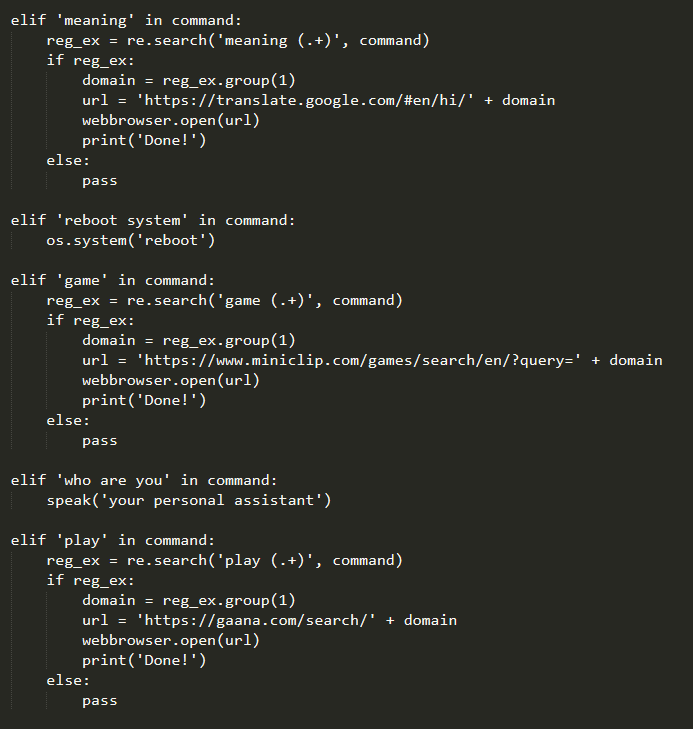 elif 'meaning' in command:
    reg_ex = re.search('meaning (.+)', command)
    if reg_ex:
        domain = reg_ex.group(1)
        url = 'https://translate.google.com/#en/hi/' + domain
        webbrowser.open(url)
        print('Done!')
    else:
        pass

elif 'reboot system' in command:
    os.system('reboot')

elif 'game' in command:
    reg_ex = re.search('game (.+)', command)
    if reg_ex:
        domain = reg_ex.group(1)
        url = 'https://www.miniclip.com/games/search/en/?query=' + domain
        webbrowser.open(url)
        print('Done!')
    else:
        pass

elif 'who are you' in command:
    speak('your personal assistant')

elif 'play' in command:
    reg_ex = re.search('play (.+)', command)
    if reg_ex:
        domain = reg_ex.group(1)
        url = 'https://gaana.com/search/' + domain
        webbrowser.open(url)
        print('Done!')
    else:
        pass